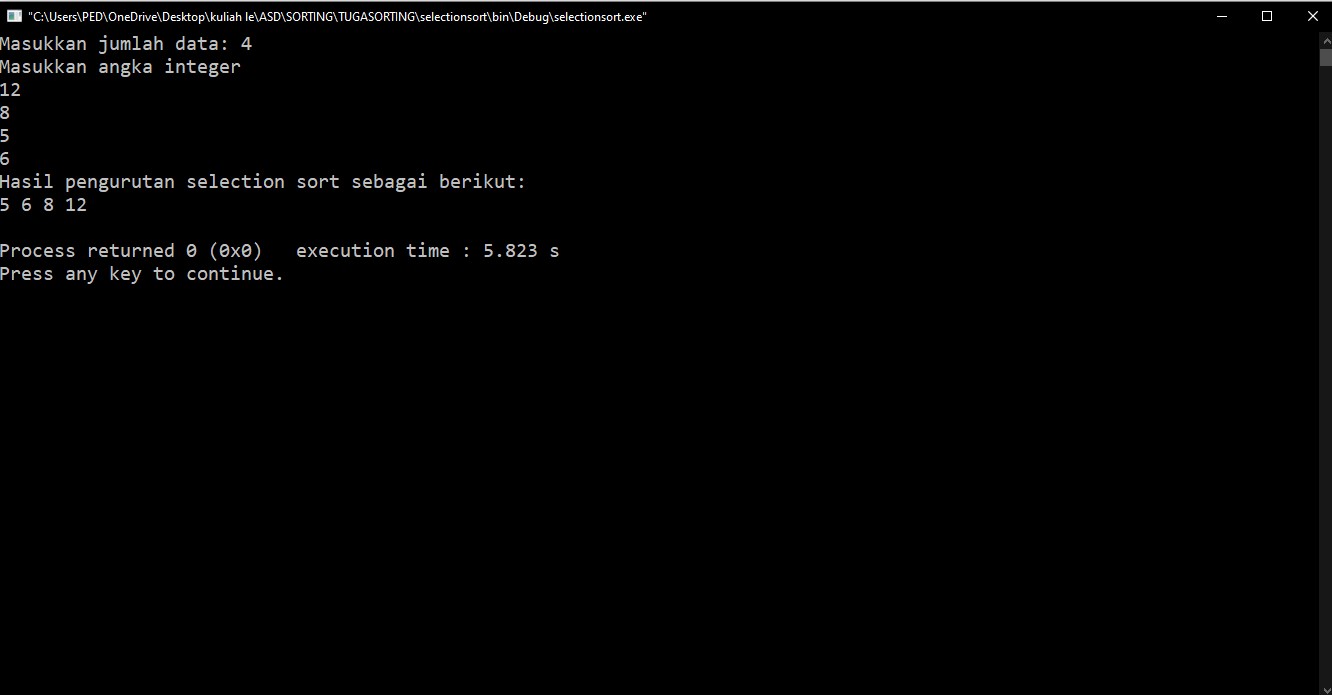 "C:\Users\PED\OneDrive\Desktop\kuliah le\ASD\SORTING\TUGASORTING\selectionsort\bin\Debug\selectionsort.exe"
Masukkan jumlah data: 4
Masukkan angka integer
12
8
5
6
Hasil pengurutan selection sort sebagai berikut:
5 6 8 12
Process returned 0 (0x0)   execution time : 5.823 s
Press any key to continue.